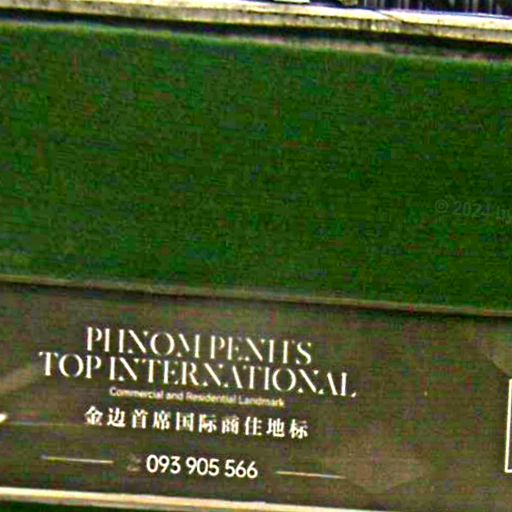 PHNOM PENH'S
TOP INTERNATIONAL
Commercial and Residential Landmark
金边首席国际商住地标
093 905 566
© 2024